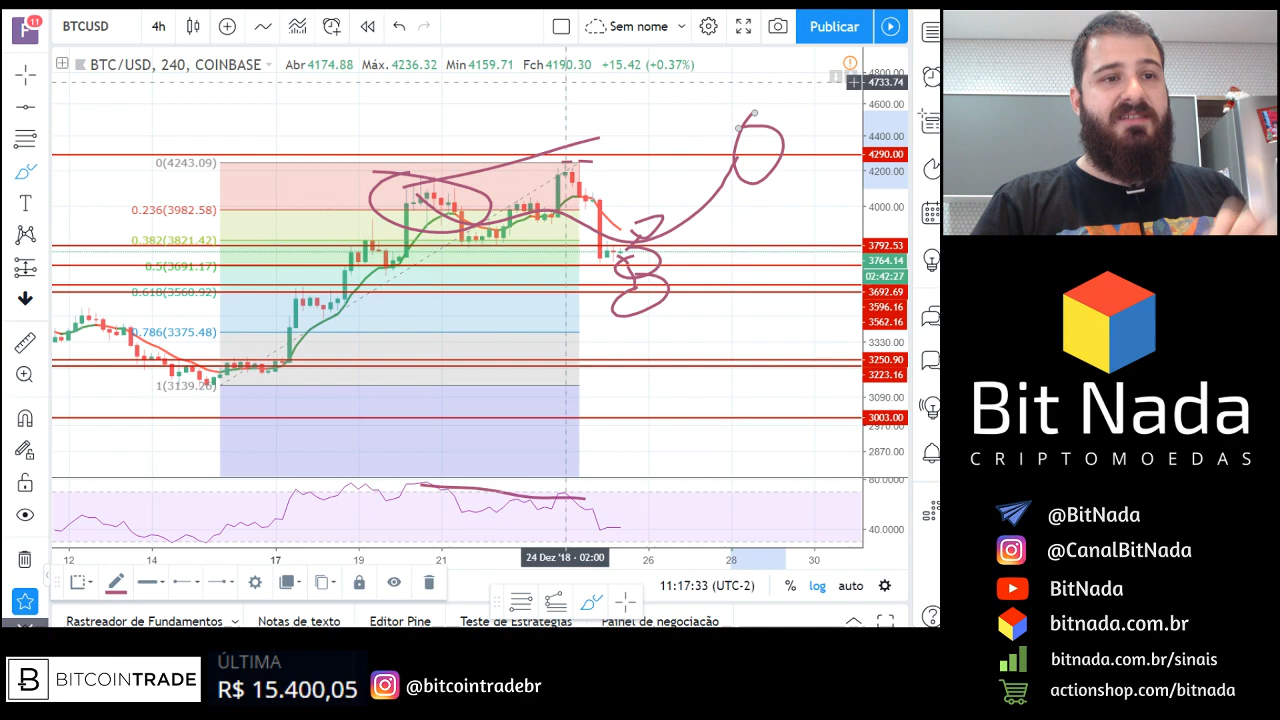 11
BTCUSD
4h
Sem nome
Publicar
BTC/USD, 240, COINBASE
Abr 4174.88 Máx. 4236.32 Mín 4159.71 Fch 4190.30 +15.42 (+0.37%)
4800.00
4733.74
4600.00
4400.00
4290.00
4200.00
4000.00
3792.53
3764.14
02:42:27
3692.69
3596.16
3562.16
3330.00
3250.90
3223.16
3090.00
3003.00
2970.00
2870.00
80.0000
40.0000
0(4243.09)
0.236(3982.58)
0.382(3821.42)
0.5(3691.17)
0.618(3560.92)
0.786(3375.48)
1(3139.26)
12 14 17 19 21 24 Dez '18 · 02:00 26 28 30
11:17:33 (UTC-2) % log auto
Rastreador de Fundamentos Notas de texto Editor Pine Teste de Estratégias Painel de negociação
Bit Nada
CRIPTOMOEDAS
@BitNada
@CanalBitNada
BitNada
bitnada.com.br
bitnada.com.br/sinais
actionshop.com/bitnada
BITCOINTRADE
ÚLTIMA
R$ 15.400,05
@bitcointradebr